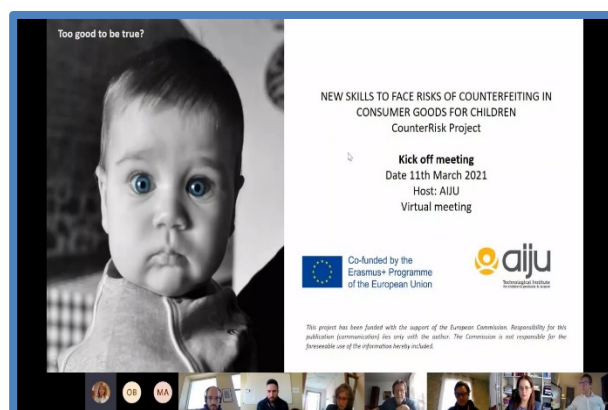 Too good to be true?
NEW SKILLS TO FACE RISKS OF COUNTERFEITING IN
CONSUMER GOODS FOR CHILDREN
CounterRisk Project
Kick off meeting
Date 11th March 2021
Host: AIJU
Virtual meeting
Co-funded by the
Erasmus+ Programme
of the European Union
aiju
Technological Institute
This project has been funded with the support of the European Commission. Responsibility for this
publication (communication) lies only with the author. The Commission is not responsible for the
foreseeable use of the information hereby included.
OB
MA